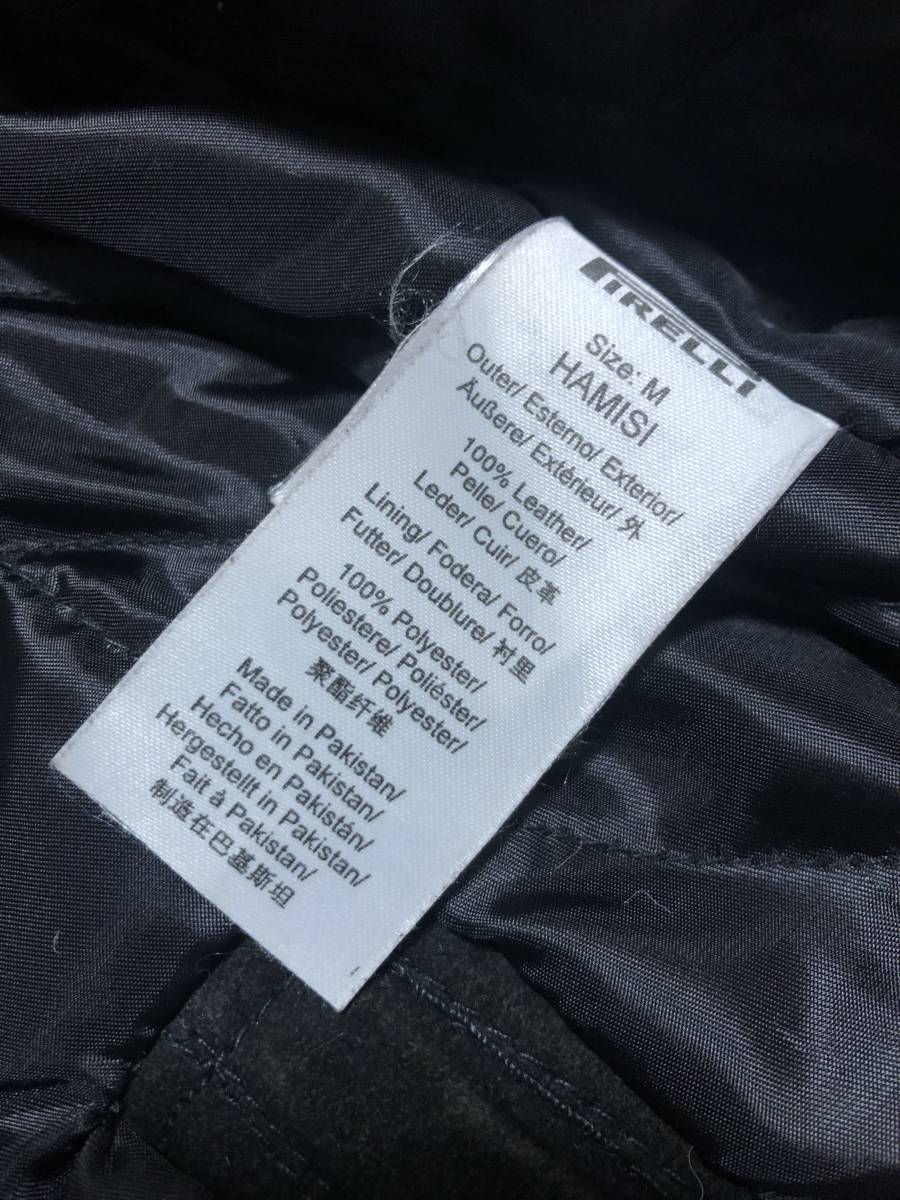 PIRELLI
Size: M
HAMISI
Outer/ Esterno/ Exterior/
Äußere/ Extérieur/ 外
100% Leather/
Pelle/ Cuero/
Leder/ Cuir/ 皮革
Lining/ Fodera/ Forro/
Futter/ Doublure/ 衬里
100% Polyester/
Poliestere/ Poliéster/
Polyester/ Polyester/
聚酯纤维
Made in Pakistan/
Fatto in Pakistan/
Hecho en Pakistán/
Hergestellt in Pakistan/
Fait à Pakistan/
制造在巴基斯坦